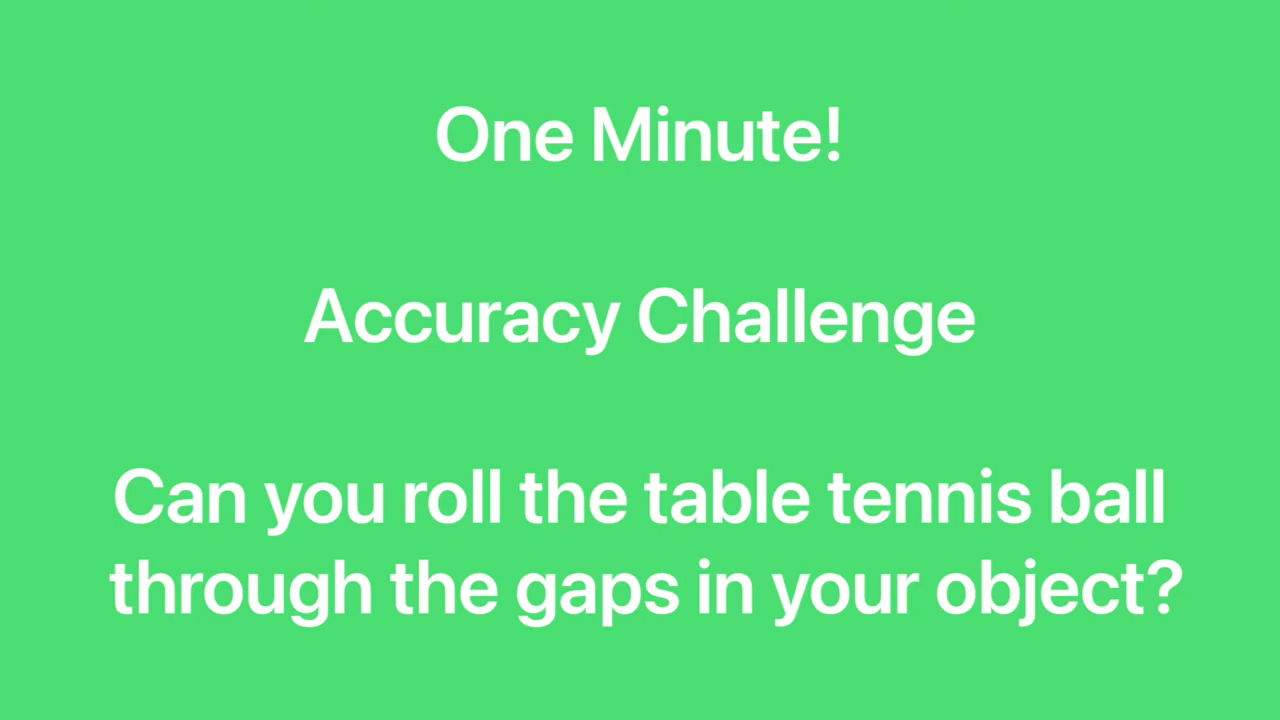 One Minute!
Accuracy Challenge
Can you roll the table tennis ball
through the gaps in your object?